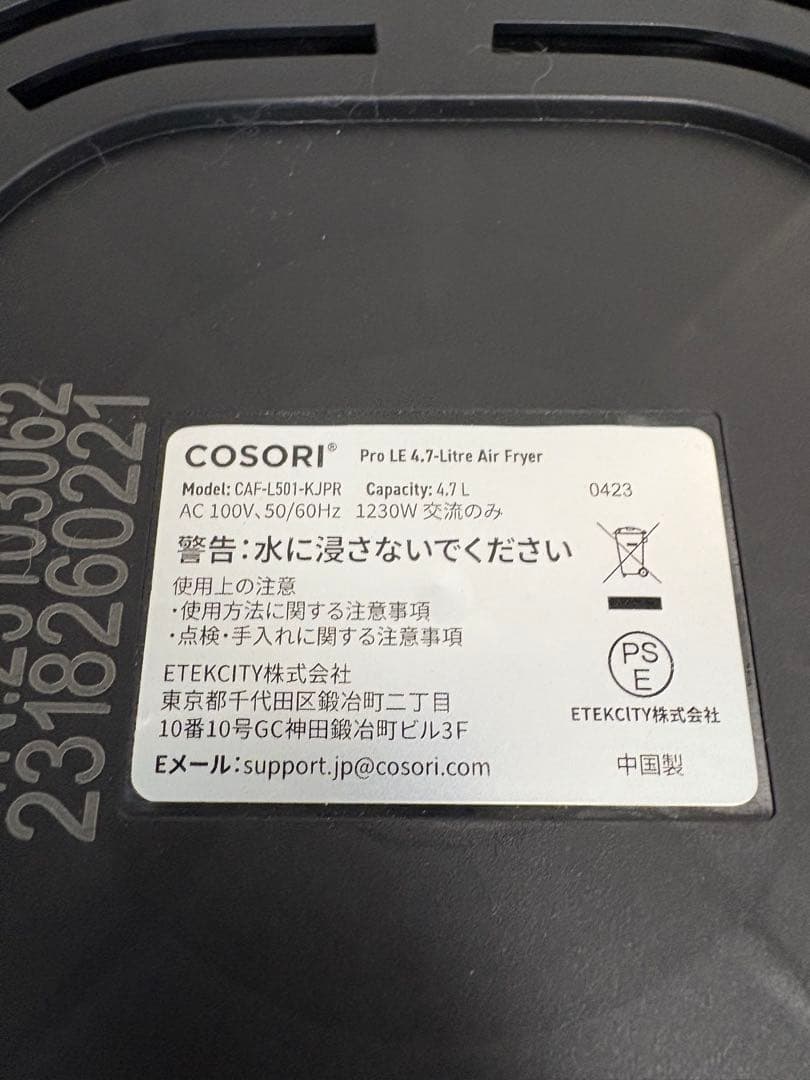 COSORI® Pro LE 4.7-Litre Air Fryer
Model: CAF-L501-KJPR Capacity: 4.7 L 0423
AC 100V、50/60Hz 1230W 交流のみ
警告：水に浸さないでください
使用上の注意
・使用方法に関する注意事項
・点検・手入れに関する注意事項
PS
E
ETEKCITY株式会社
ETEKCITY株式会社
東京都千代田区鍛冶町二丁目
10番10号GC神田鍛冶町ビル3F
Eメール：support.jp@cosori.com
中国製
2318260221